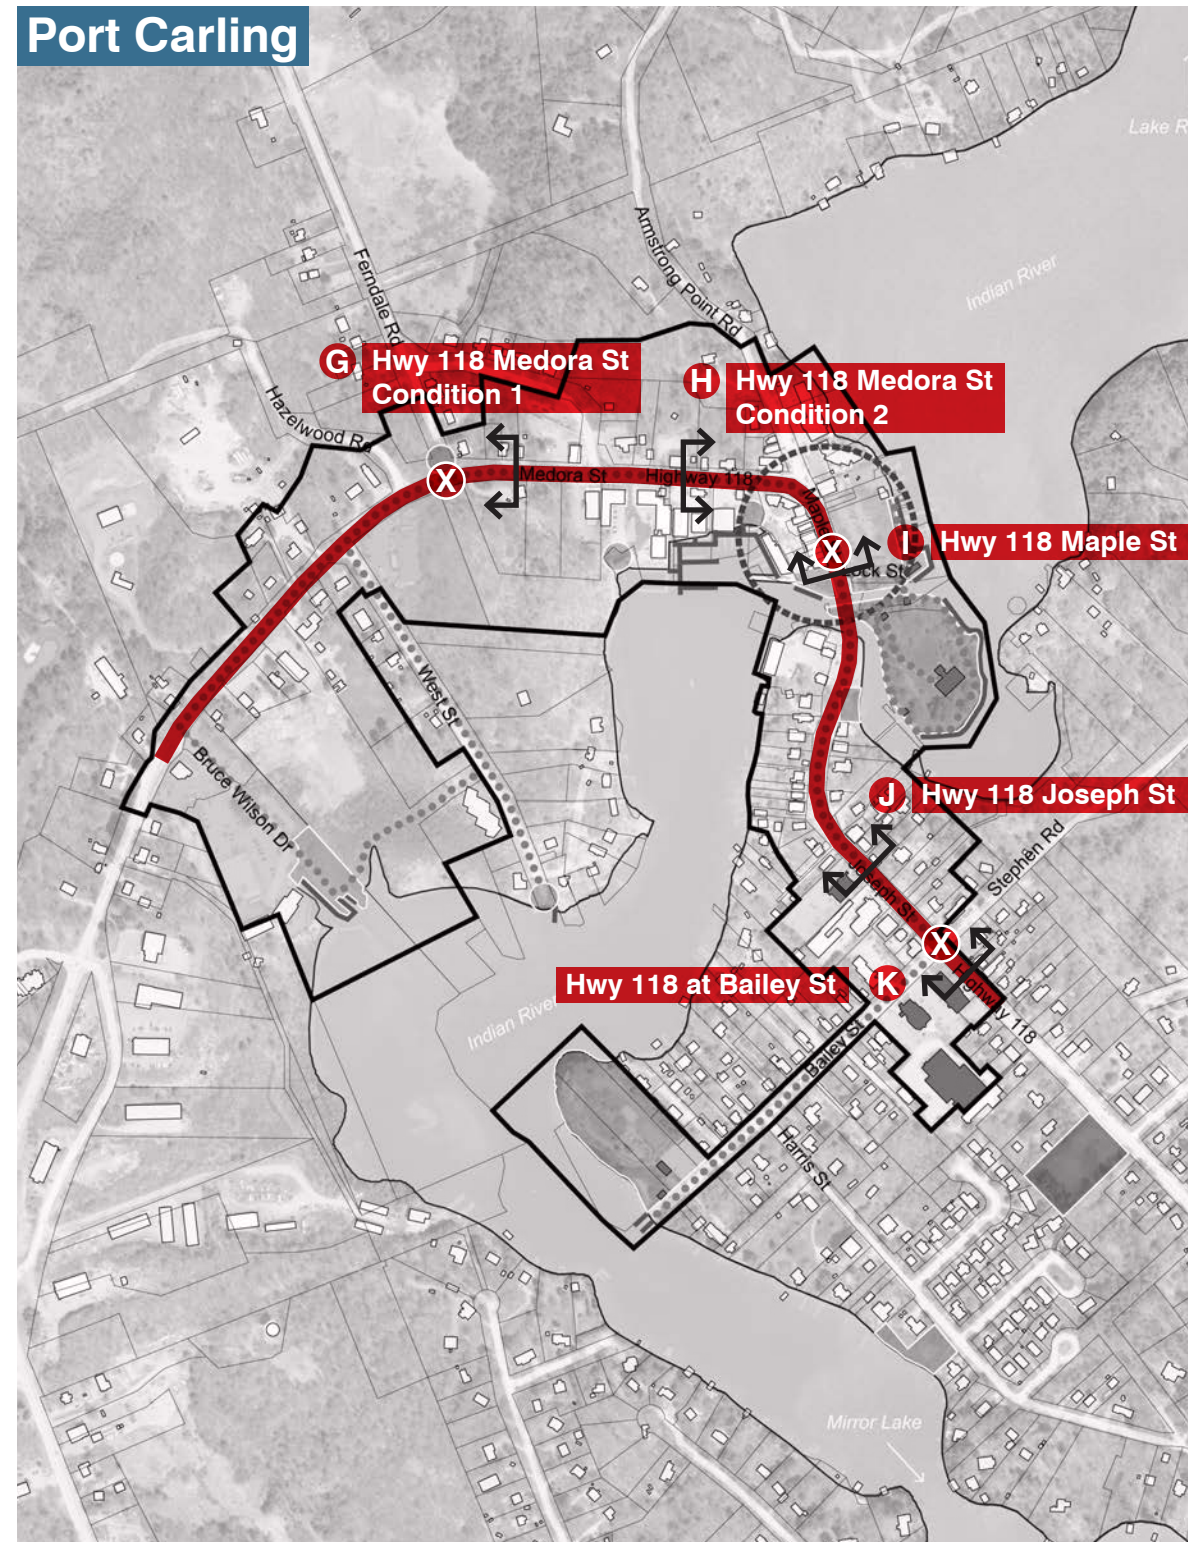 Port Carling
Lake R
Indian River
Armstrong Point Rd
Ferndale Rd
G
Hwy 118 Medora St
Condition 1
H
Hwy 118 Medora St
Condition 2
Hazelwood R
X
Medora St
Highway 118
Maple
X
I
Hwy 118 Maple St
Lock St
West St
Bruce Wilson Dr
J
Hwy 118 Joseph St
Stephen Rd
Joseph St
X
Hwy 118 at Bailey St
K
Highway 118
Indian River
Bailey St
Harris St
Mirror Lake